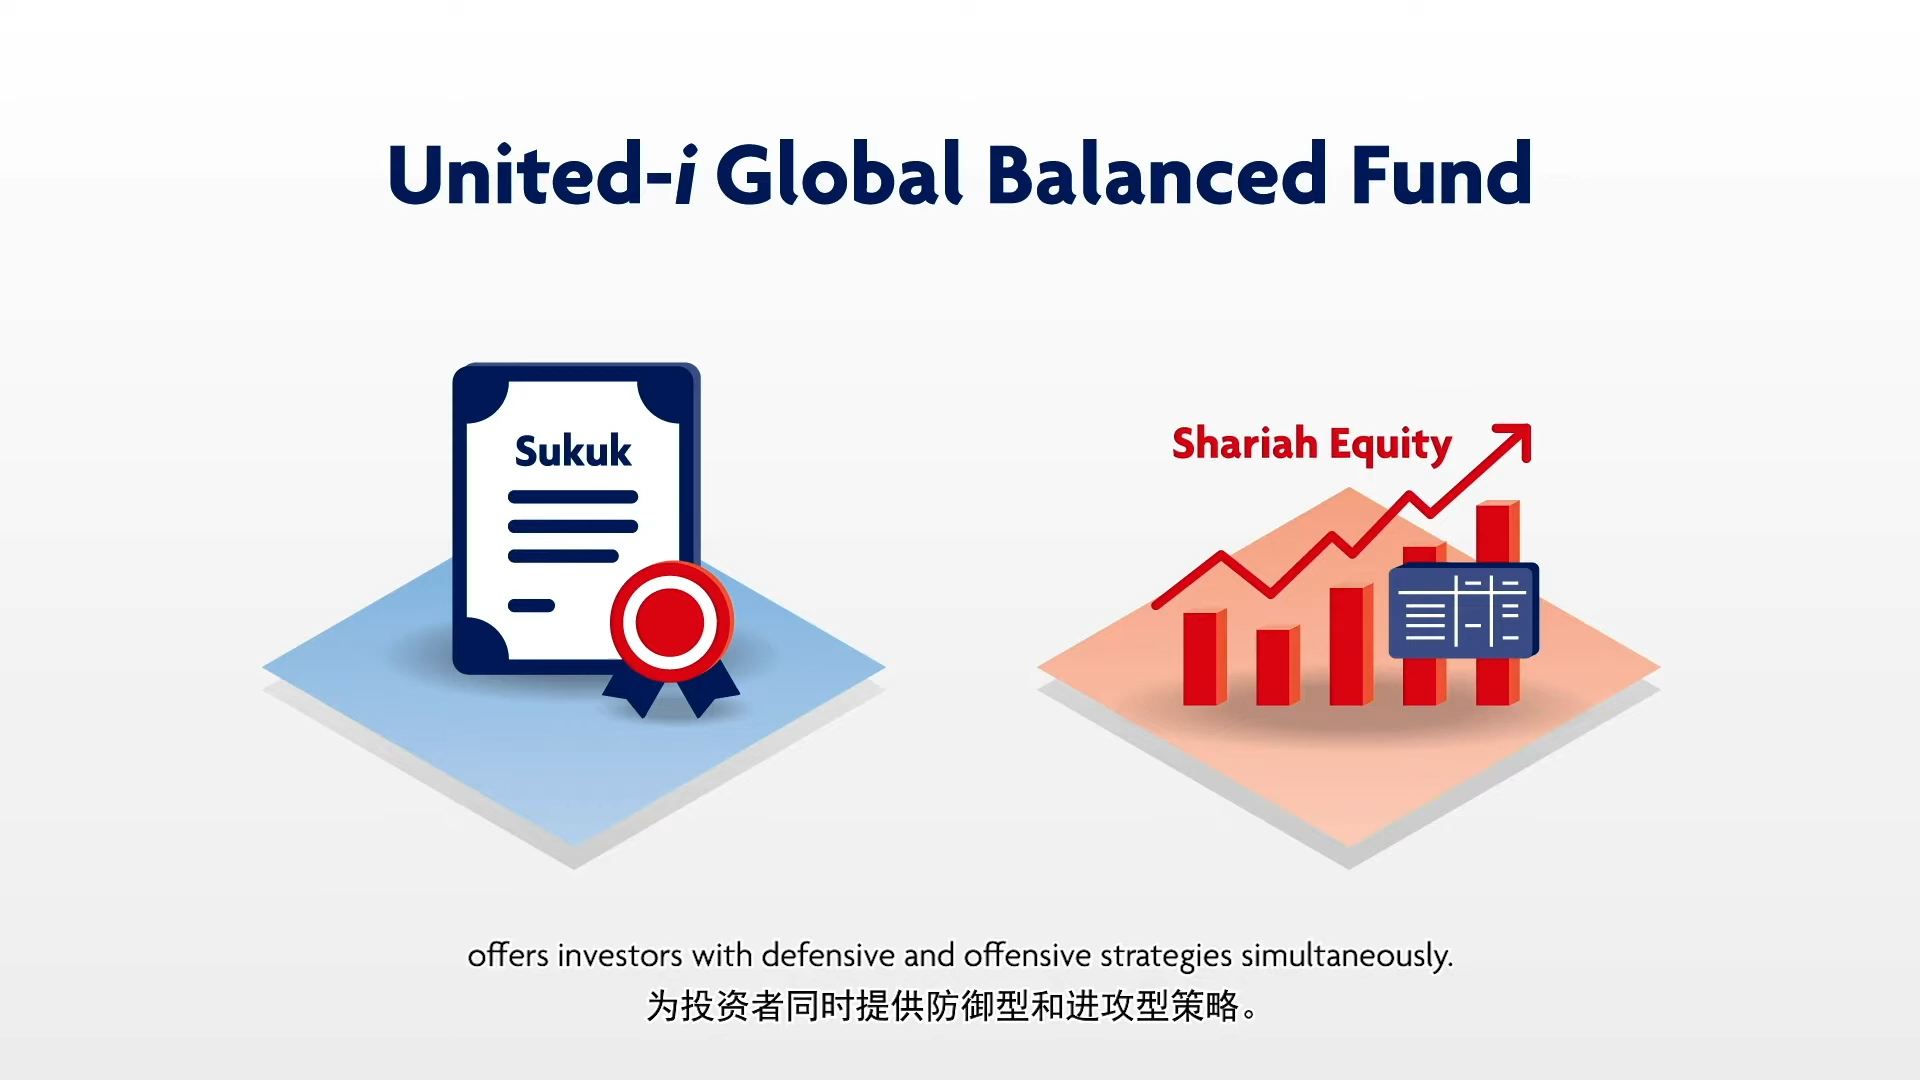 United-i Global Balanced Fund
Sukuk
Shariah Equity
offers investors with defensive and offensive strategies simultaneously.
为投资者同时提供防御型和进攻型策略。